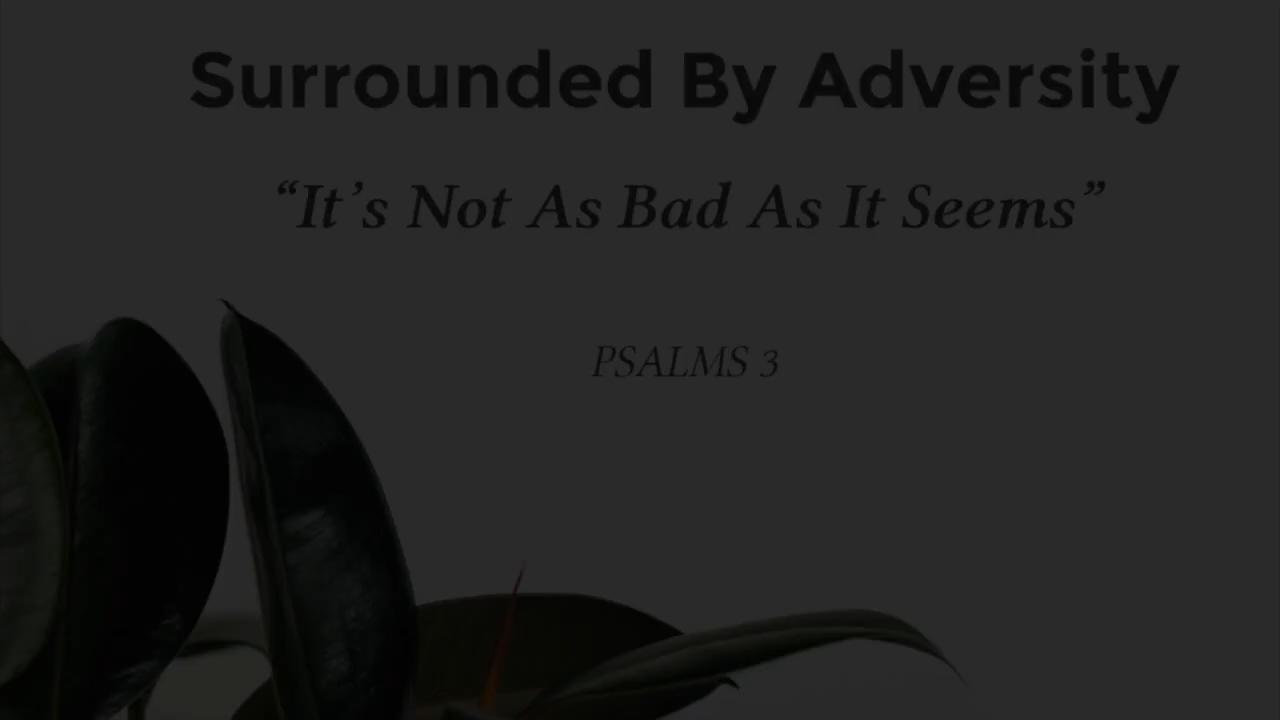 Surrounded By Adversity
“It’s Not As Bad As It Seems”
PSALMS 3